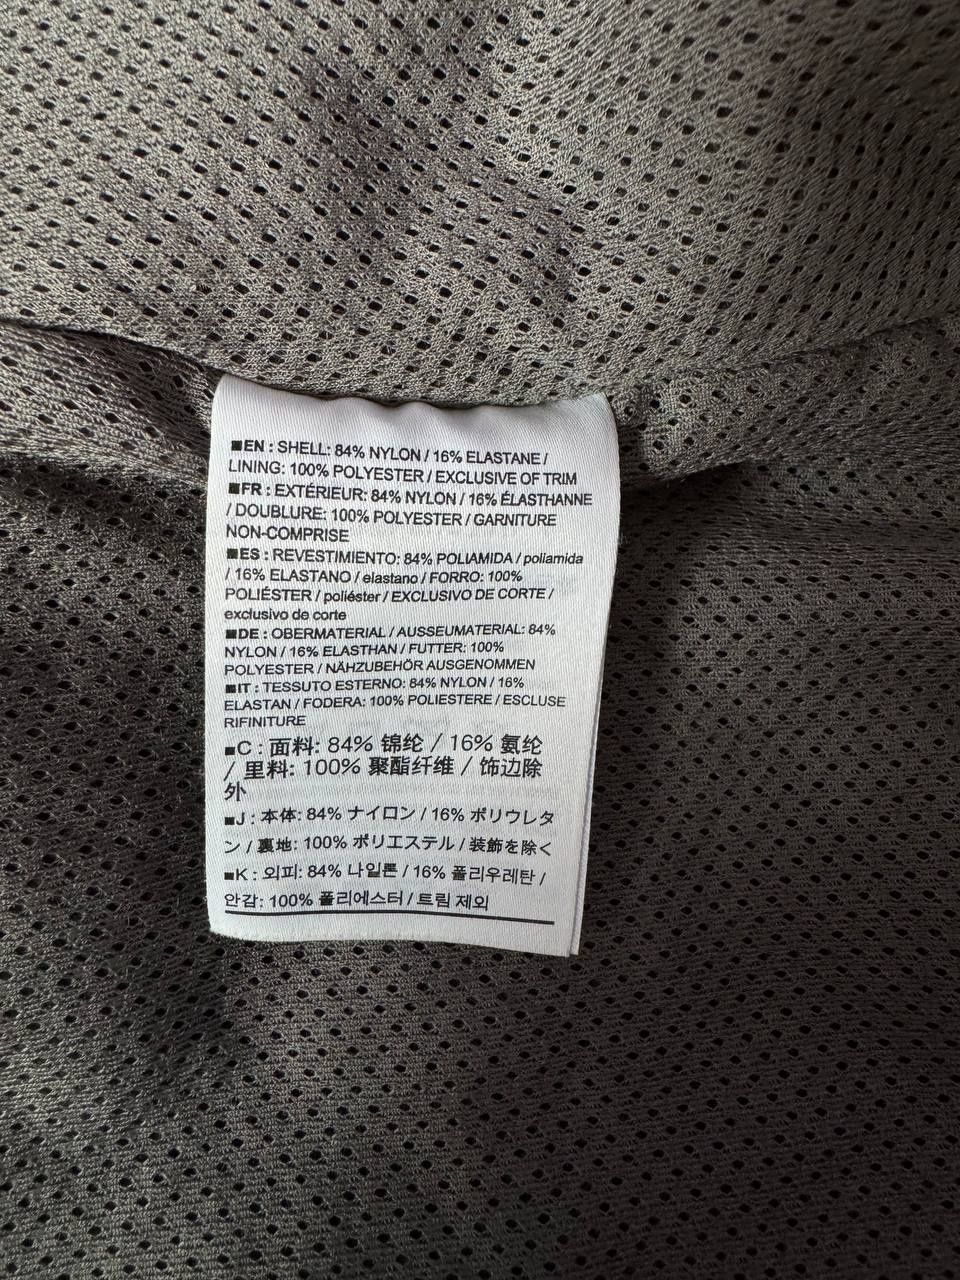 ■EN : SHELL: 84% NYLON / 16% ELASTANE /
LINING: 100% POLYESTER / EXCLUSIVE OF TRIM
■FR : EXTÉRIEUR: 84% NYLON / 16% ÉLASTHANNE
/ DOUBLURE: 100% POLYESTER / GARNITURE
NON-COMPRISE
■ES : REVESTIMIENTO: 84% POLIAMIDA / poliamida
/ 16% ELASTANO / elastano / FORRO: 100%
POLIÉSTER / poliéster / EXCLUSIVO DE CORTE /
exclusivo de corte
■DE : OBERMATERIAL / AUSSEUMATERIAL: 84%
NYLON / 16% ELASTHAN / FUTTER: 100%
POLYESTER / NÄHZUBEHÖR AUSGENOMMEN
■IT : TESSUTO ESTERNO: 84% NYLON / 16%
ELASTAN / FODERA: 100% POLIESTERE / ESCLUSE
RIFINITURE
■C : 面料: 84% 锦纶 / 16% 氨纶
/ 里料: 100% 聚酯纤维 / 饰边除
外
■J : 本体: 84% ナイロン / 16% ポリウレタ
ン / 裏地: 100% ポリエステル / 装飾を除く
■K : 외피: 84% 나일론 / 16% 폴리우레탄 /
안감: 100% 폴리에스터 / 트림 제외